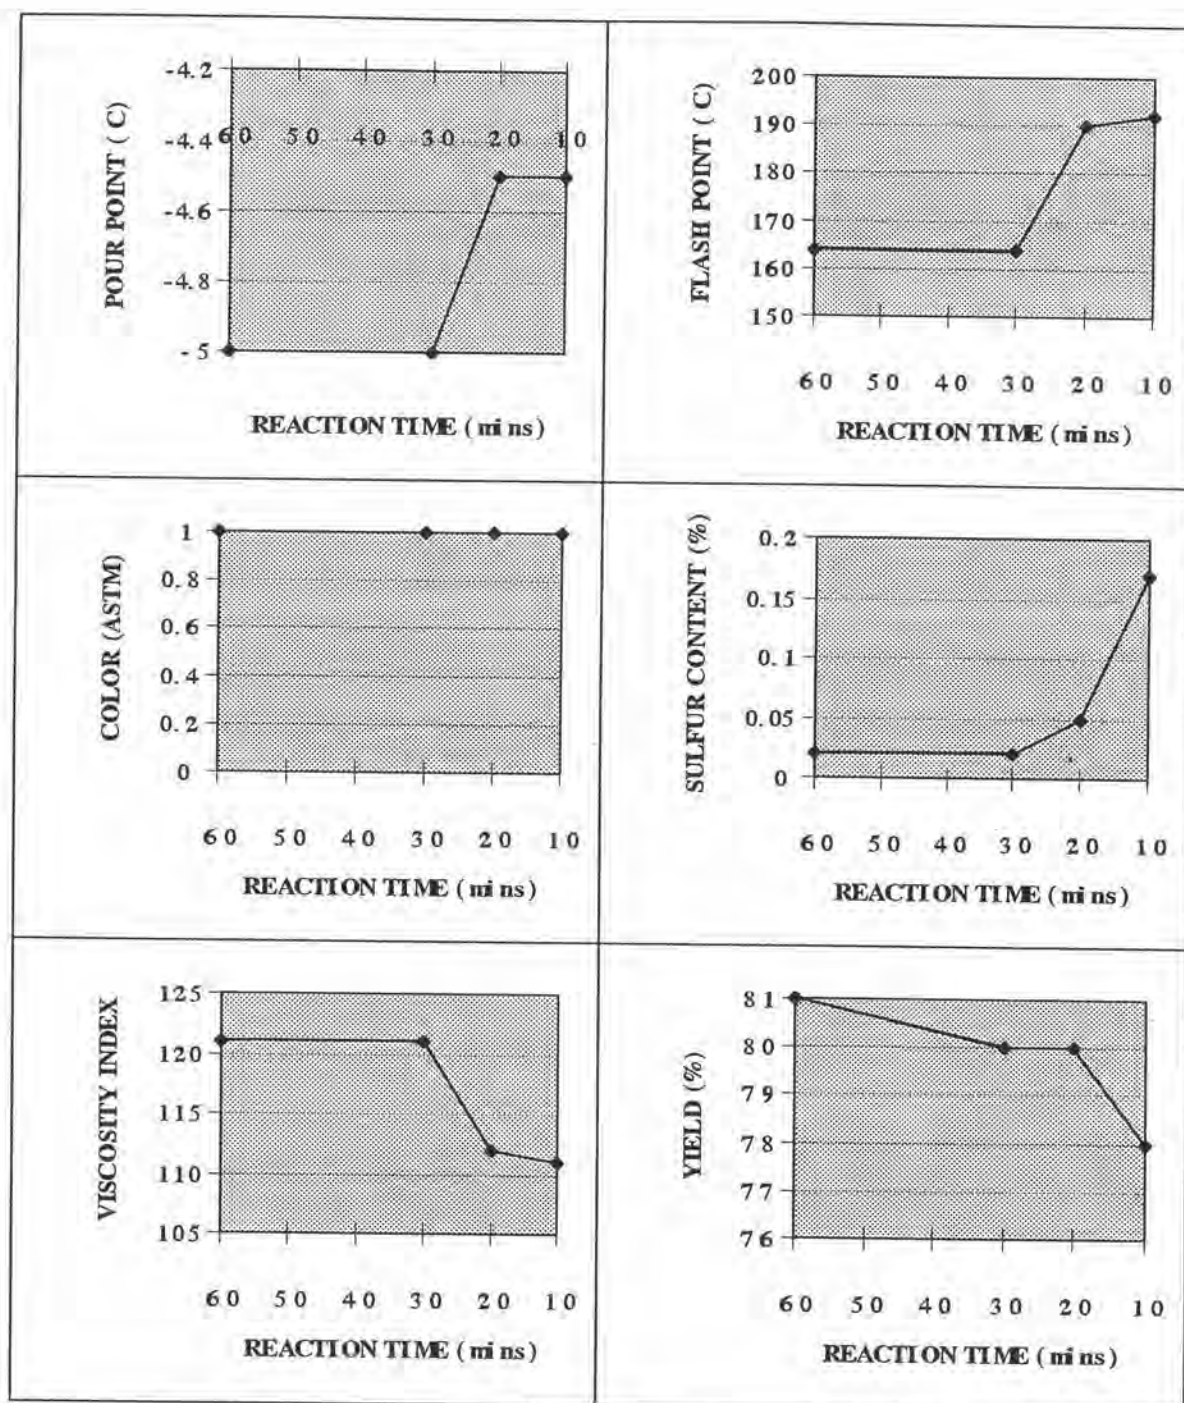 POUR POINT ( C)
-4.2
-4.4
-4.6
-4.8
-5
60 50 40 30 20 10
REACTION TIME (mins)
FLASH POINT ( C)
200
190
180
170
160
150
60 50 40 30 20 10
REACTION TIME (mins)
COLOR (ASTM)
1
0.8
0.6
0.4
0.2
0
60 50 40 30 20 10
REACTION TIME (mins)
SULFUR CONTENT (%)
0.2
0.15
0.1
0.05
0
60 50 40 30 20 10
REACTION TIME (mins)
VISCOSITY INDEX
125
120
115
110
105
60 50 40 30 20 10
REACTION TIME (mins)
YIELD (%)
81
80
79
78
77
76
60 50 40 30 20 10
REACTION TIME (mins)